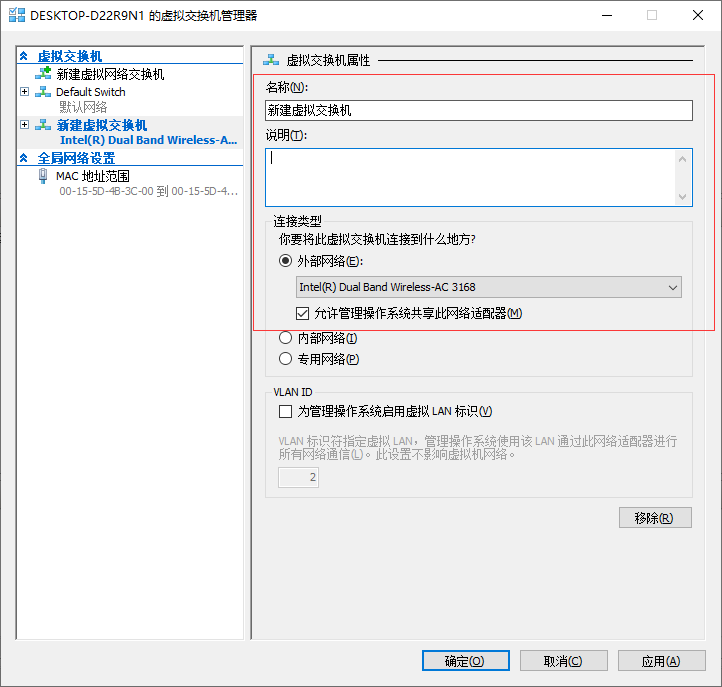 DESKTOP-D22R9N1 的虚拟交换机管理器
虚拟交换机
新建虚拟网络交换机
Default Switch
默认网络
新建虚拟交换机
Intel(R) Dual Band Wireless-A...
全局网络设置
MAC 地址范围
00-15-5D-4B-3C-00 到 00-15-5D-4...
虚拟交换机属性
名称(N):
新建虚拟交换机
说明(T):
连接类型
你要将此虚拟交换机连接到什么地方?
外部网络(E):
Intel(R) Dual Band Wireless-AC 3168
允许管理操作系统共享此网络适配器(M)
内部网络(I)
专用网络(P)
VLAN ID
为管理操作系统启用虚拟 LAN 标识(V)
VLAN 标识符指定虚拟 LAN，管理操作系统使用该 LAN 通过此网络适配器进行
所有网络通信(L)。此设置不影响虚拟机网络。
2
移除(R)
确定(O)
取消(C)
应用(A)